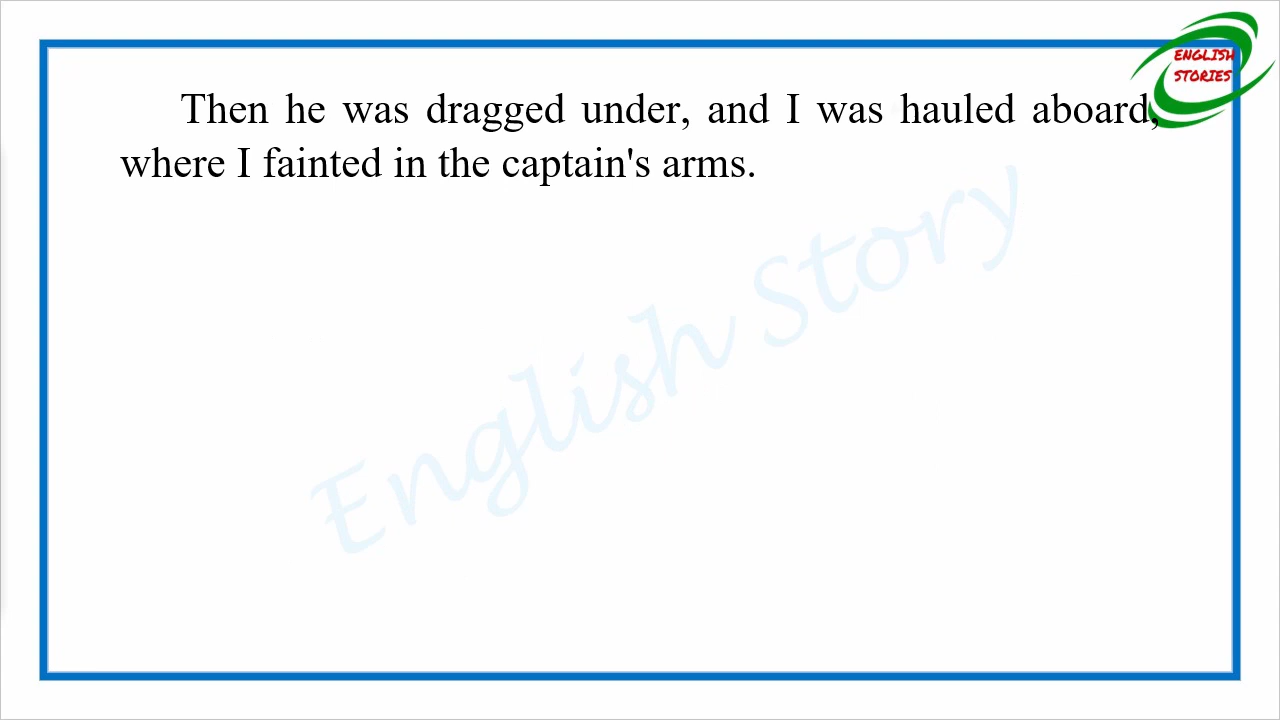 ENGLISH
STORIES
Then he was dragged under, and I was hauled aboard,
where I fainted in the captain's arms.
English Story